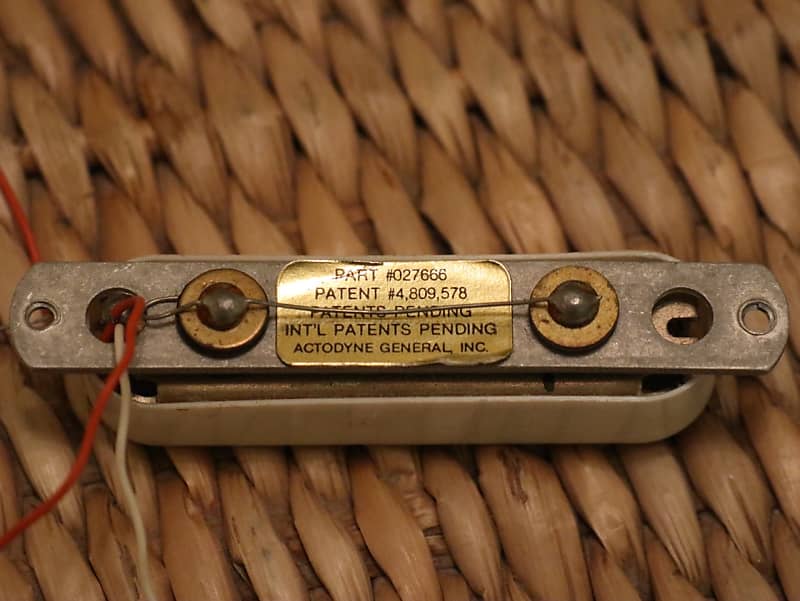 PART #027666
PATENT #4,809,578
PATENTS PENDING
INT'L PATENTS PENDING
ACTODYNE GENERAL, INC.